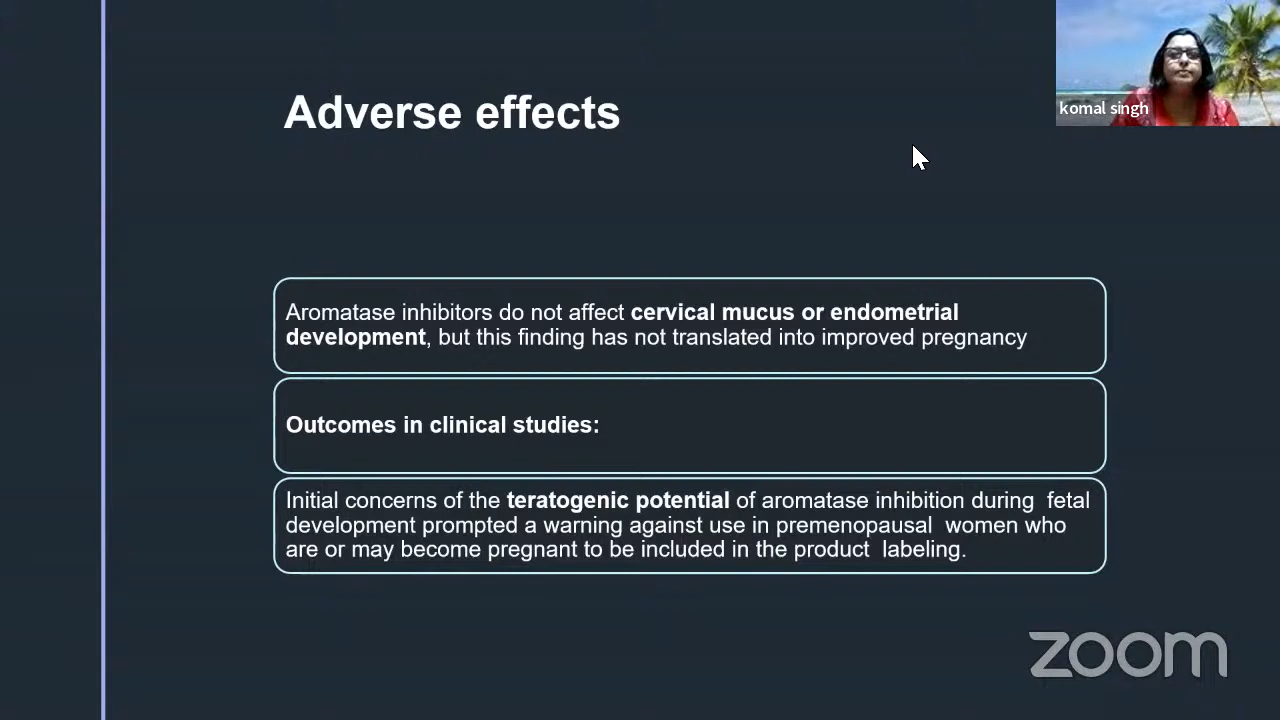 Adverse effects
komal singh
Aromatase inhibitors do not affect cervical mucus or endometrial
development, but this finding has not translated into improved pregnancy
Outcomes in clinical studies:
Initial concerns of the teratogenic potential of aromatase inhibition during  fetal
development prompted a warning against use in premenopausal  women who
are or may become pregnant to be included in the product  labeling.
zoom